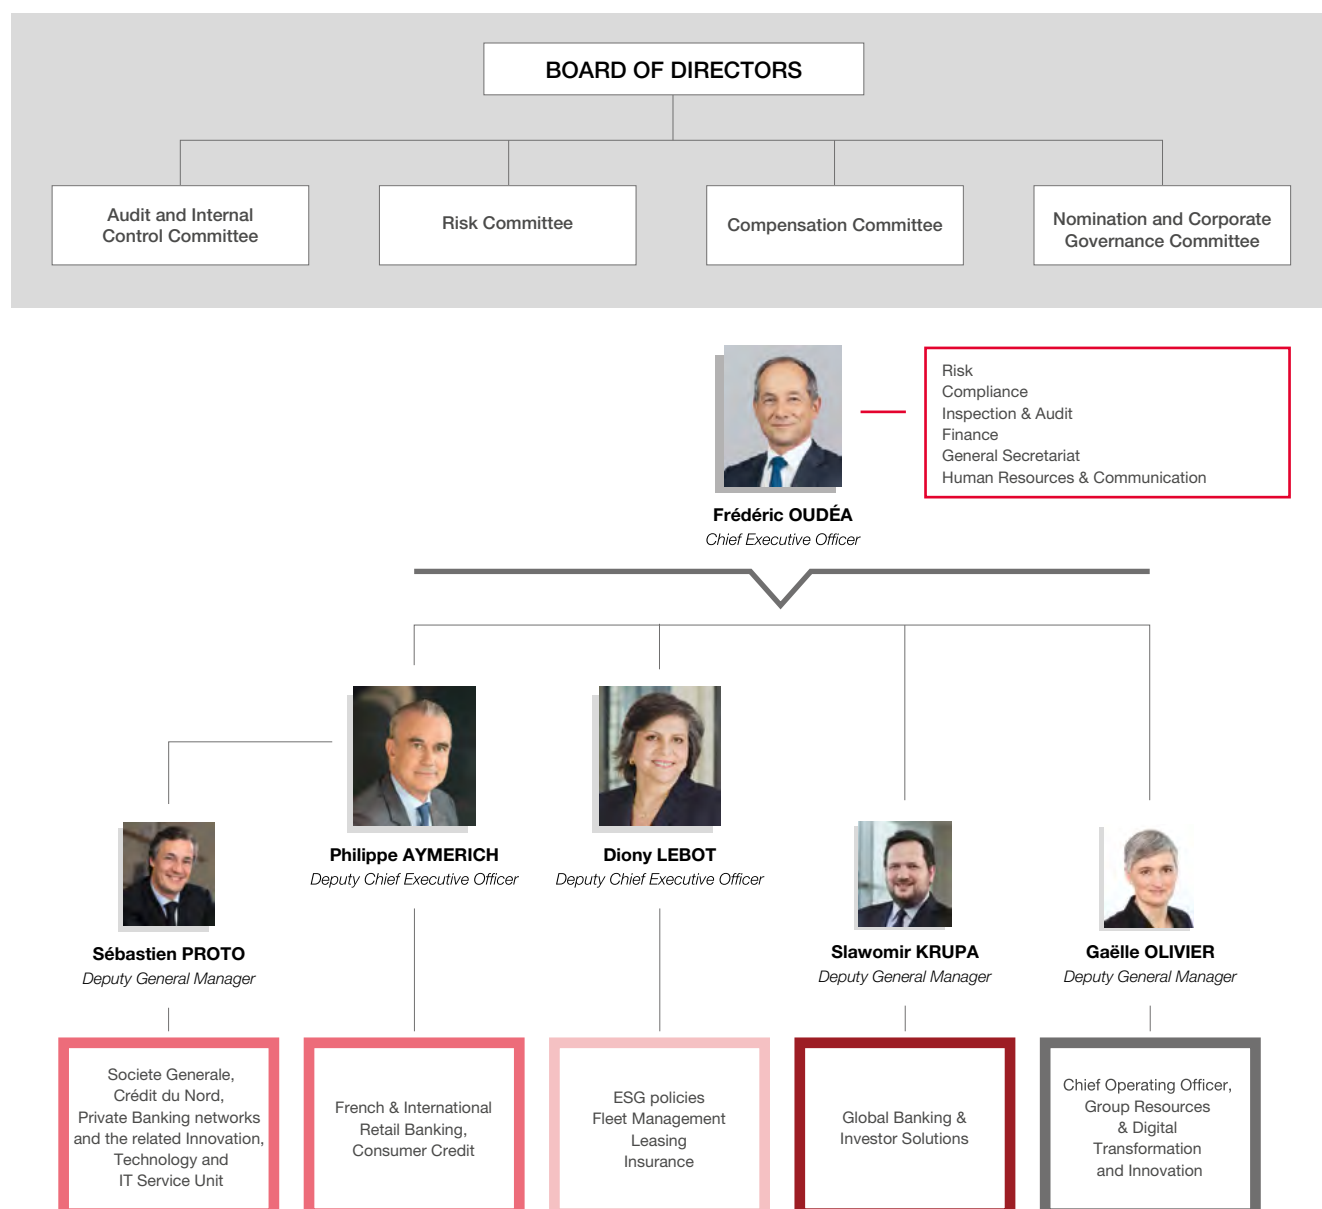 BOARD OF DIRECTORS
Audit and Internal
Control Committee
Risk Committee
Compensation Committee
Nomination and Corporate
Governance Committee
Risk
Compliance
Inspection & Audit
Finance
General Secretariat
Human Resources & Communication
Frédéric OUDÉA
Chief Executive Officer
Philippe AYMERICH
Deputy Chief Executive Officer
Diony LEBOT
Deputy Chief Executive Officer
Sébastien PROTO
Deputy General Manager
Slawomir KRUPA
Deputy General Manager
Gaëlle OLIVIER
Deputy General Manager
Societe Generale,
Crédit du Nord,
Private Banking networks
and the related Innovation,
Technology and
IT Service Unit
French & International
Retail Banking,
Consumer Credit
ESG policies
Fleet Management
Leasing
Insurance
Global Banking &
Investor Solutions
Chief Operating Officer,
Group Resources
& Digital
Transformation
and Innovation